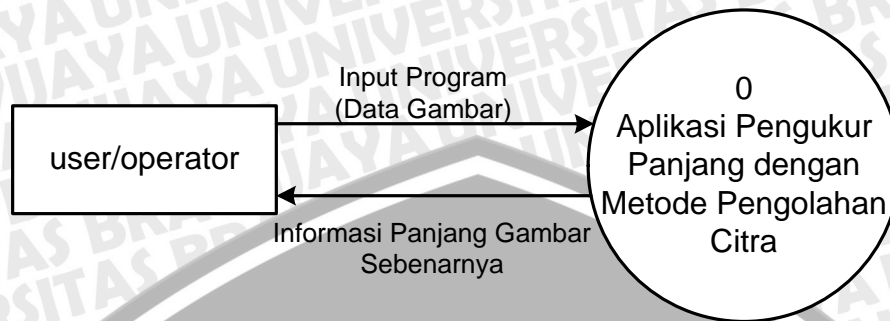 Input Program
(Data Gambar)
user/operator
Informasi Panjang Gambar
Sebenarnya
0
Aplikasi Pengukur
Panjang dengan
Metode Pengolahan
Citra